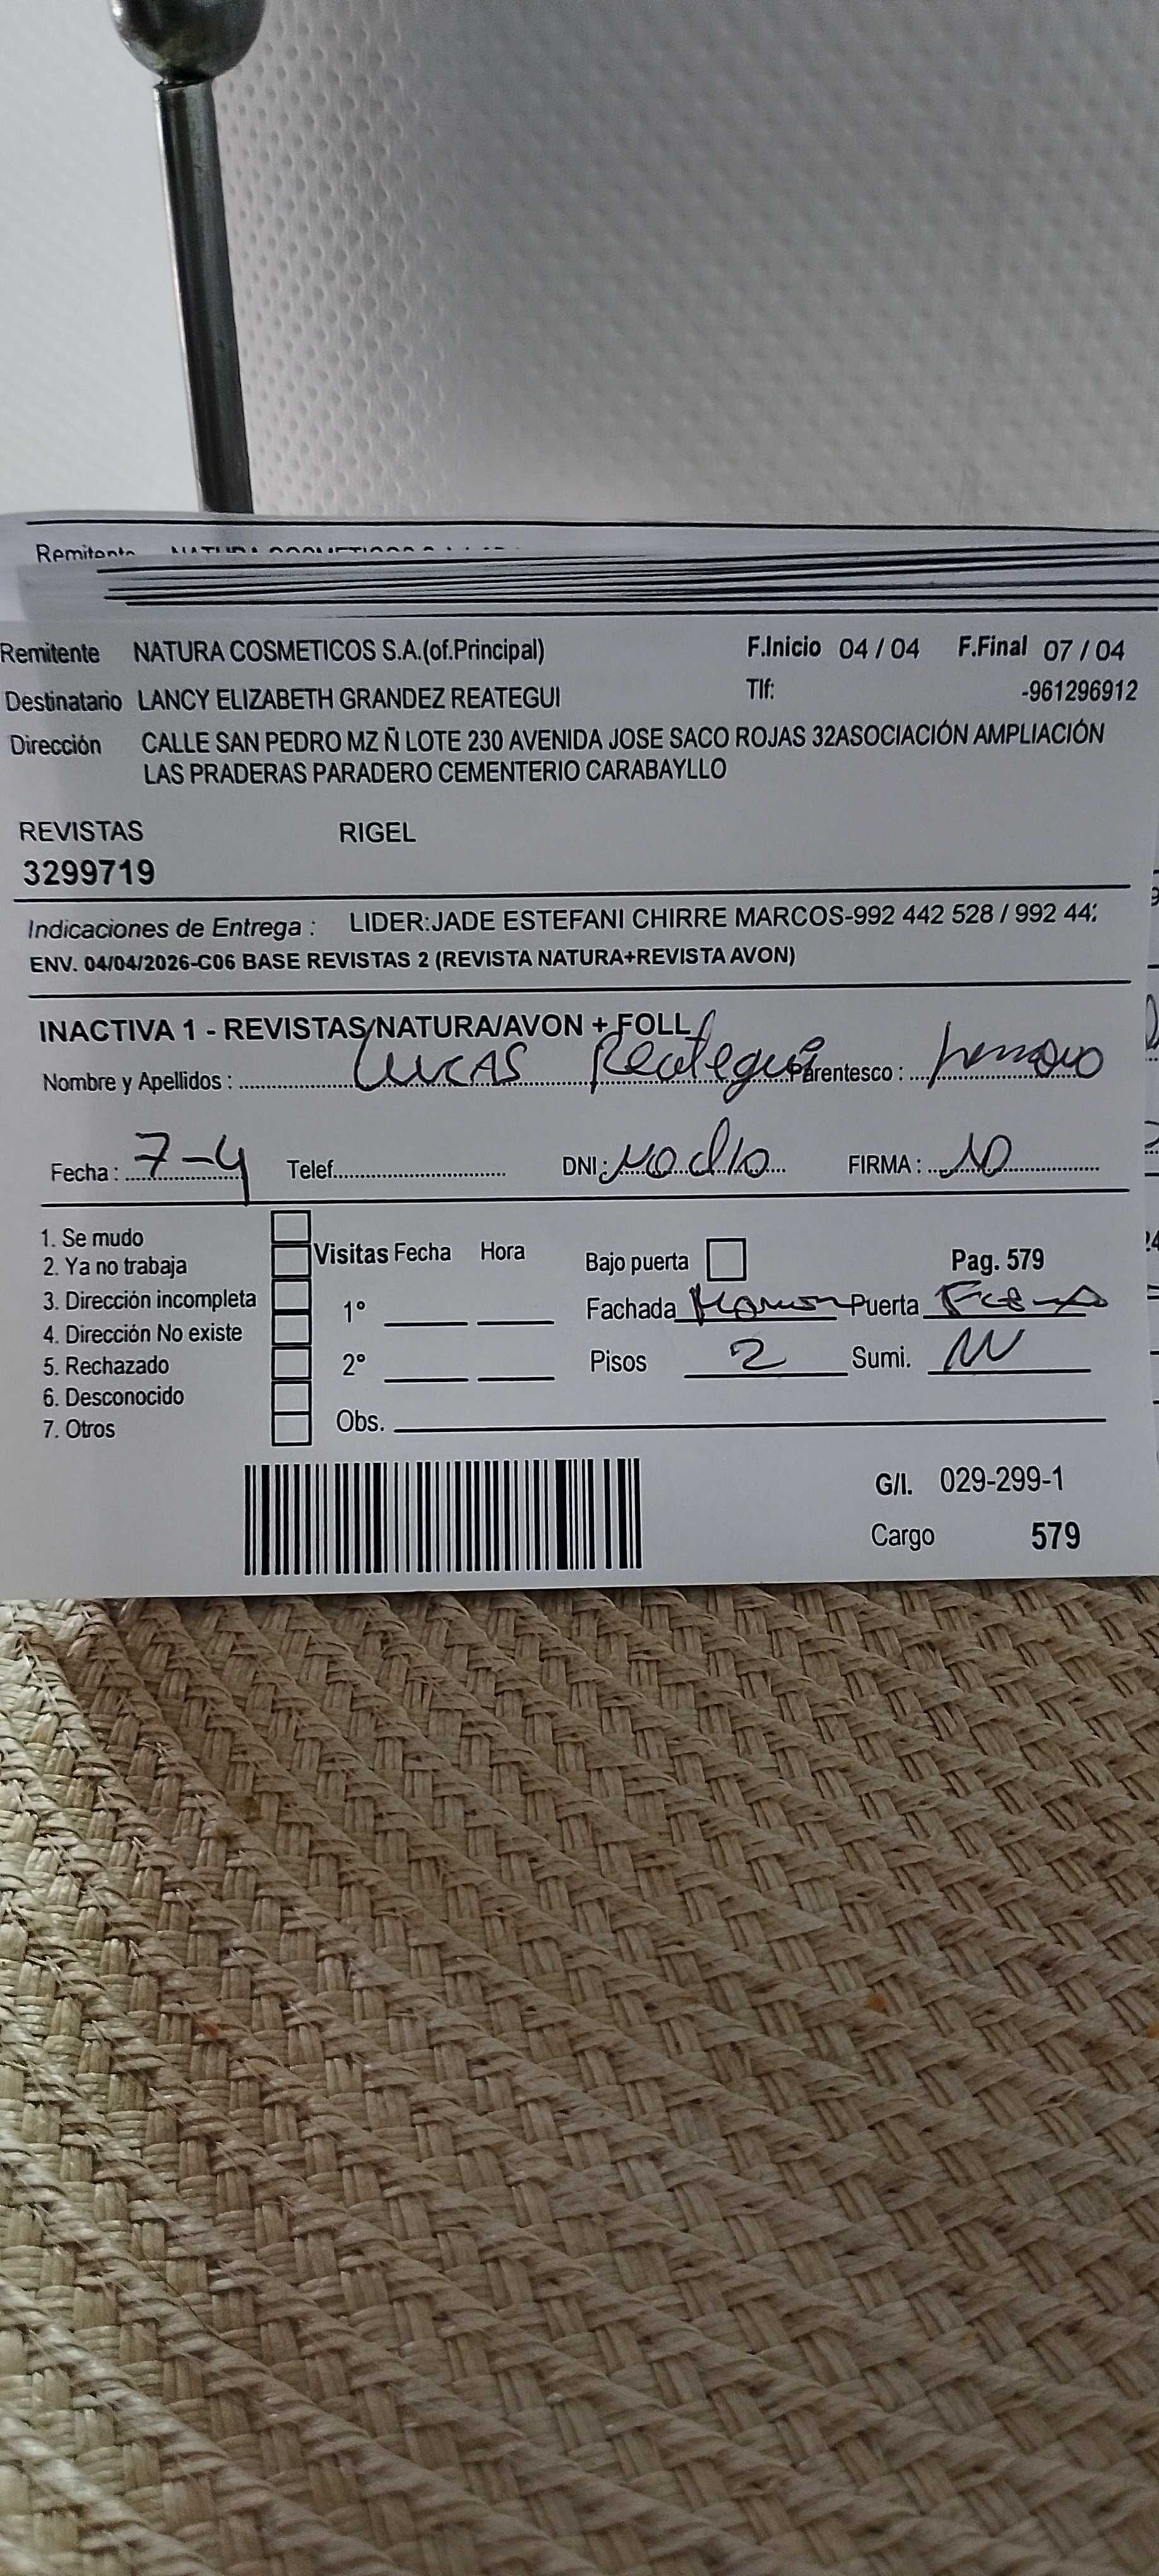 Remitente
Remitente NATURA COSMETICOS S.A.(of.Principal) F.Inicio 04 / 04 F.Final 07 / 04
Destinatario LANCY ELIZABETH GRANDEZ REATEGUI Tlf: -961296912
Dirección CALLE SAN PEDRO MZ Ñ LOTE 230 AVENIDA JOSE SACO ROJAS 32ASOCIACIÓN AMPLIACIÓN
LAS PRADERAS PARADERO CEMENTERIO CARABAYLLO
REVISTAS RIGEL
3299719
Indicaciones de Entrega : LIDER:JADE ESTEFANI CHIRRE MARCOS-992 442 528 / 992 44
ENV. 04/04/2026-C06 BASE REVISTAS 2 (REVISTA NATURA+REVISTA AVON)
INACTIVA 1 - REVISTAS/NATURA/AVON + FOLL
Nombre y Apellidos : LUCAS Reategui Parentesco :
Fecha : 7-4 Telef. DNI : no dio FIRMA : NO
1. Se mudo
2. Ya no trabaja
3. Dirección incompleta
4. Dirección No existe
5. Rechazado
6. Desconocido
7. Otros
Visitas Fecha Hora
1°
2°
Obs.
Bajo puerta Pag. 579
Fachada Puerta
Pisos 2 Sumi.
G/I. 029-299-1
Cargo 579